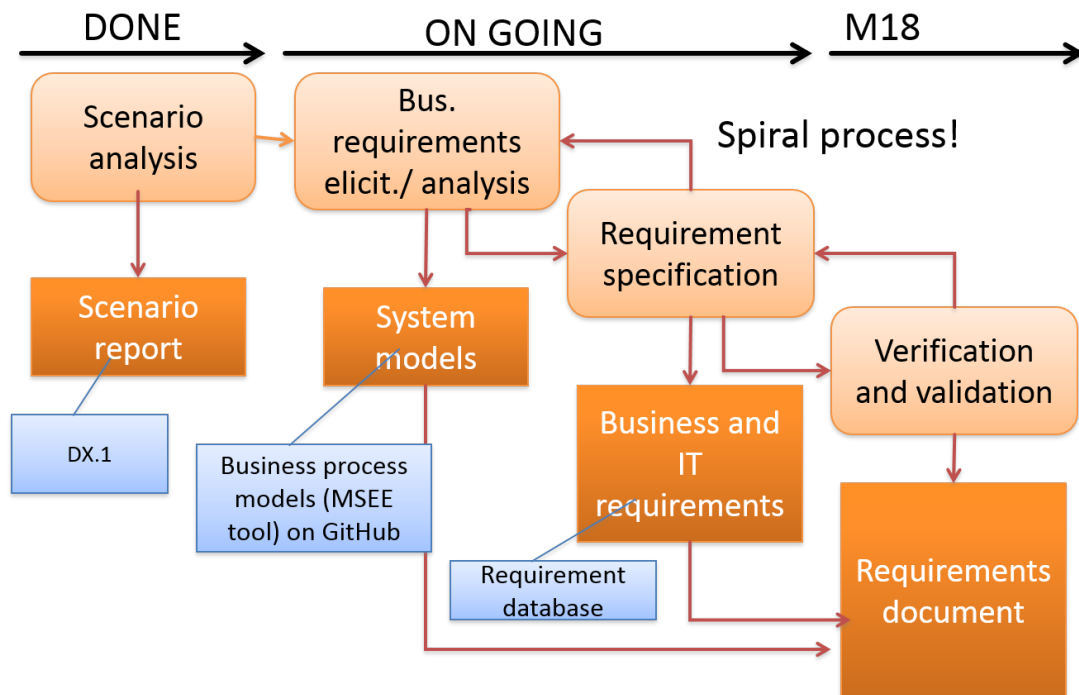 DONE
ON GOING
M18
Scenario
analysis
Bus.
requirements
elicit./ analysis
Spiral process!
Requirement
specification
Scenario
report
System
models
Verification
and validation
DX.1
Business process
models (MSEE
tool) on GitHub
Business and
IT
requirements
Requirement
database
Requirements
document